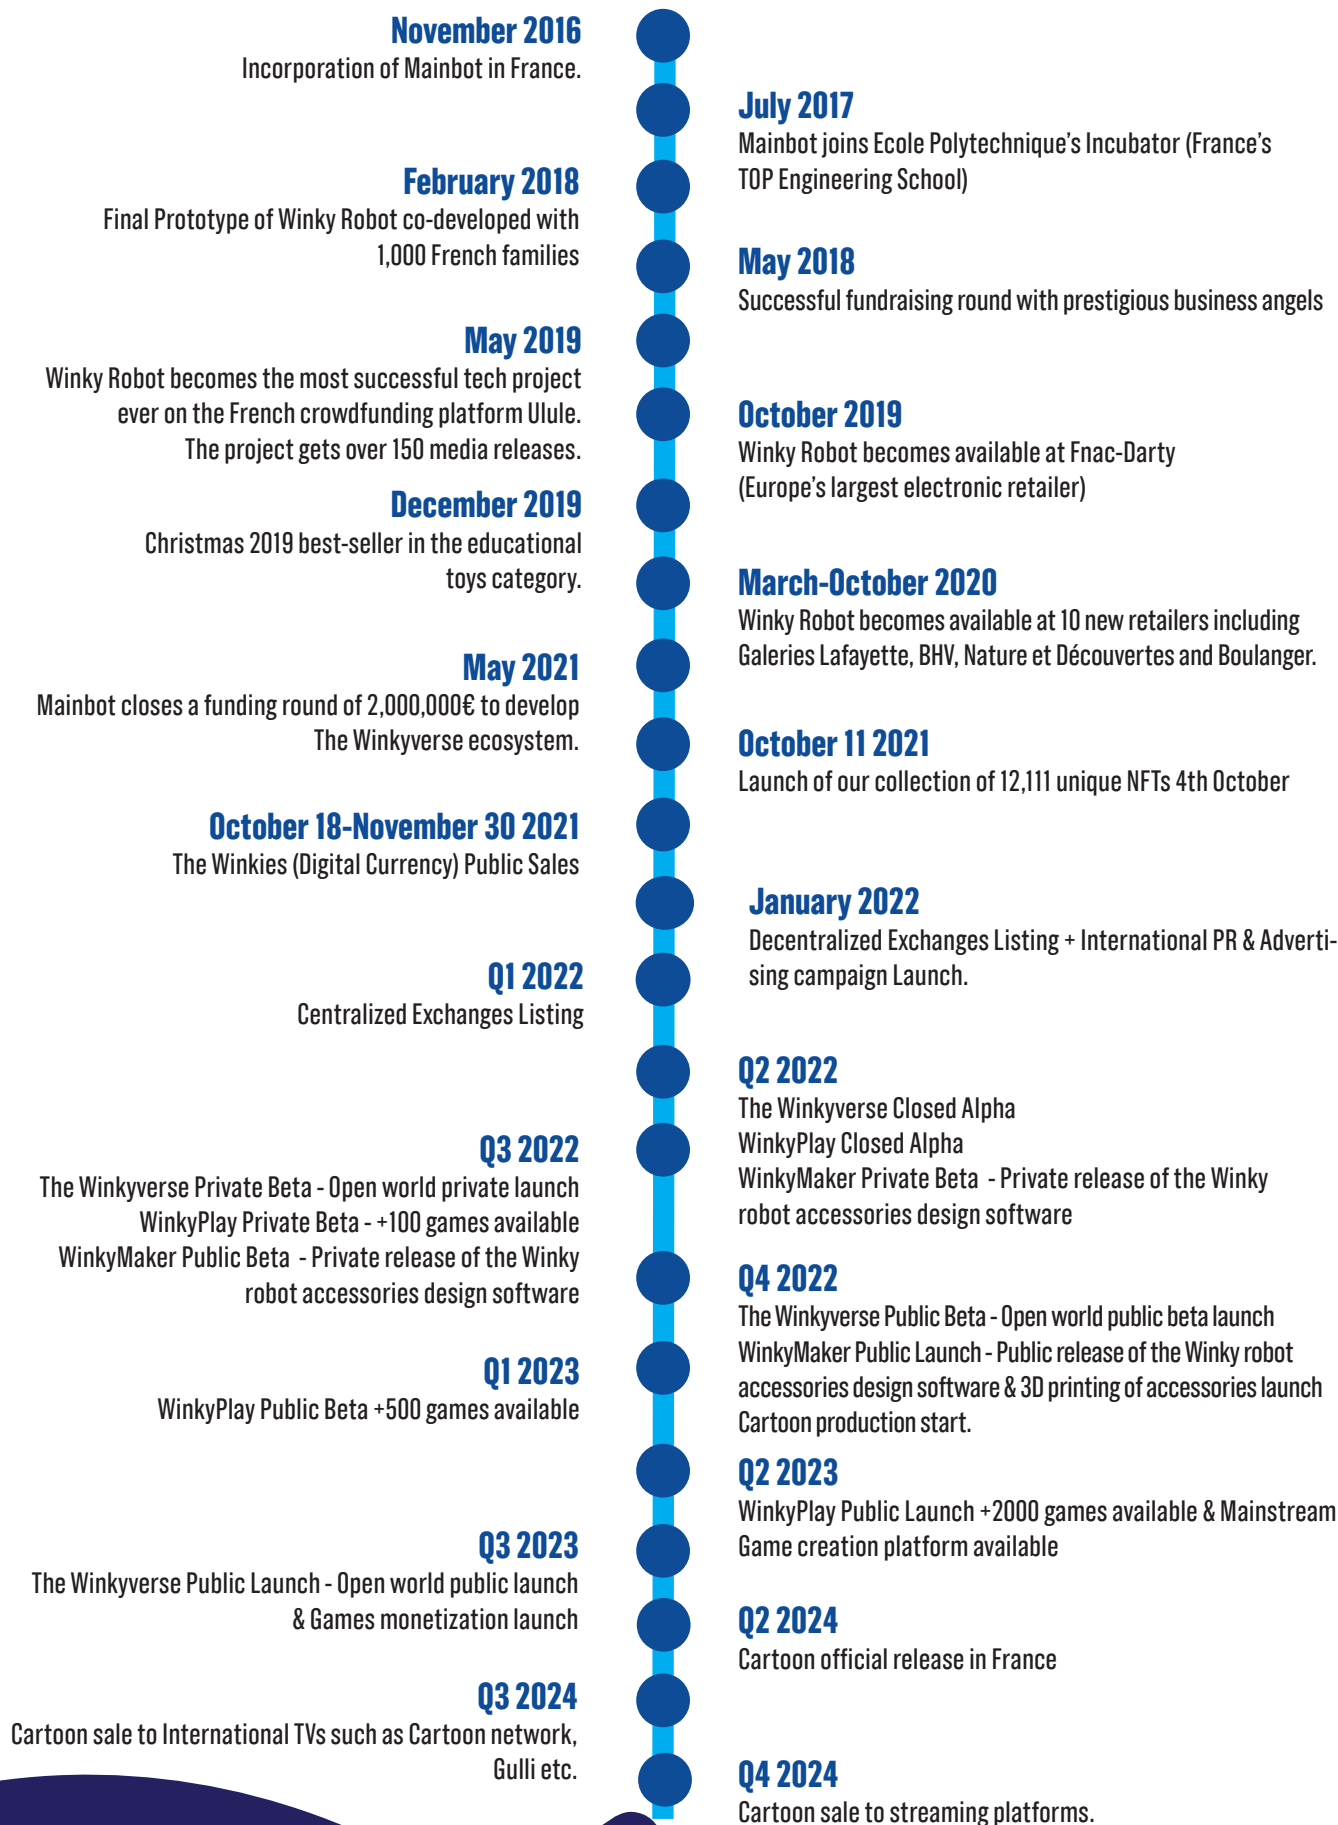 November 2016
Incorporation of Mainbot in France.
July 2017
Mainbot joins Ecole Polytechnique’s Incubator (France’s
TOP Engineering School)
February 2018
Final Prototype of Winky Robot co-developed with
1,000 French families
May 2018
Successful fundraising round with prestigious business angels
May 2019
Winky Robot becomes the most successful tech project
ever on the French crowdfunding platform Ulule.
The project gets over 150 media releases.
October 2019
Winky Robot becomes available at Fnac-Darty
(Europe’s largest electronic retailer)
December 2019
Christmas 2019 best-seller in the educational
toys category.
March-October 2020
Winky Robot becomes available at 10 new retailers including
Galeries Lafayette, BHV, Nature et Découvertes and Boulanger.
May 2021
Mainbot closes a funding round of 2,000,000€ to develop
The Winkyverse ecosystem.
October 11 2021
Launch of our collection of 12,111 unique NFTs 4th October
October 18-November 30 2021
The Winkies (Digital Currency) Public Sales
January 2022
Decentralized Exchanges Listing + International PR & Adverti-
sing campaign Launch.
Q1 2022
Centralized Exchanges Listing
Q2 2022
The Winkyverse Closed Alpha
WinkyPlay Closed Alpha
WinkyMaker Private Beta - Private release of the Winky
robot accessories design software
Q3 2022
The Winkyverse Private Beta - Open world private launch
WinkyPlay Private Beta - +100 games available
WinkyMaker Public Beta - Private release of the Winky
robot accessories design software
Q4 2022
The Winkyverse Public Beta - Open world public beta launch
WinkyMaker Public Launch - Public release of the Winky robot
accessories design software & 3D printing of accessories launch
Cartoon production start.
Q1 2023
WinkyPlay Public Beta +500 games available
Q2 2023
WinkyPlay Public Launch +2000 games available & Mainstream
Game creation platform available
Q3 2023
The Winkyverse Public Launch - Open world public launch
& Games monetization launch
Q2 2024
Cartoon official release in France
Q3 2024
Cartoon sale to International TVs such as Cartoon network,
Gulli etc.
Q4 2024
Cartoon sale to streaming platforms.